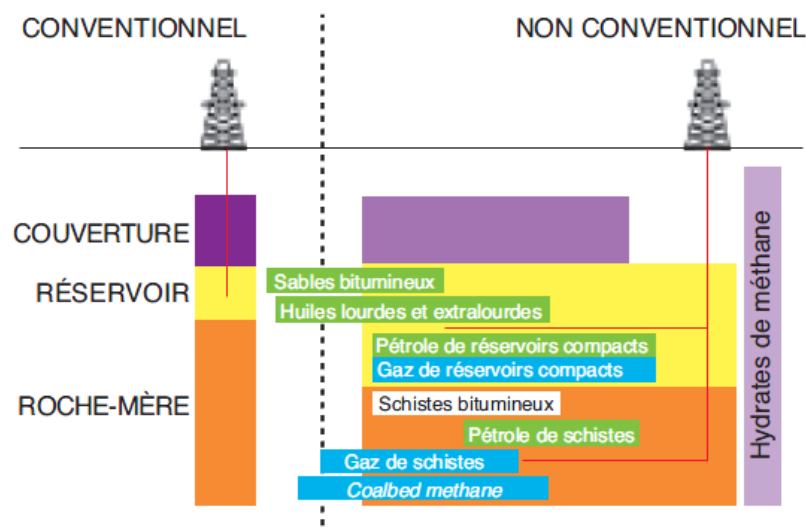 CONVENTIONNEL
NON CONVENTIONNEL
COUVERTURE
RÉSERVOIR
ROCHE-MÈRE
Sables bitumineux
Huiles lourdes et extralourdes
Pétrole de réservoirs compacts
Gaz de réservoirs compacts
Schistes bitumineux
Pétrole de schistes
Gaz de schistes
Coalbed methane
Hydrates de méthane